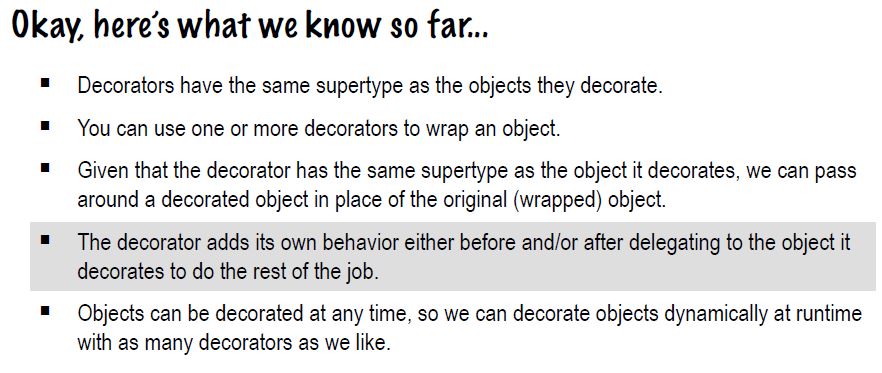 Okay, here's what we know so far...
■ Decorators have the same supertype as the objects they decorate.
■ You can use one or more decorators to wrap an object.
■ Given that the decorator has the same supertype as the object it decorates, we can pass
around a decorated object in place of the original (wrapped) object.
■ The decorator adds its own behavior either before and/or after delegating to the object it
decorates to do the rest of the job.
■ Objects can be decorated at any time, so we can decorate objects dynamically at runtime
with as many decorators as we like.